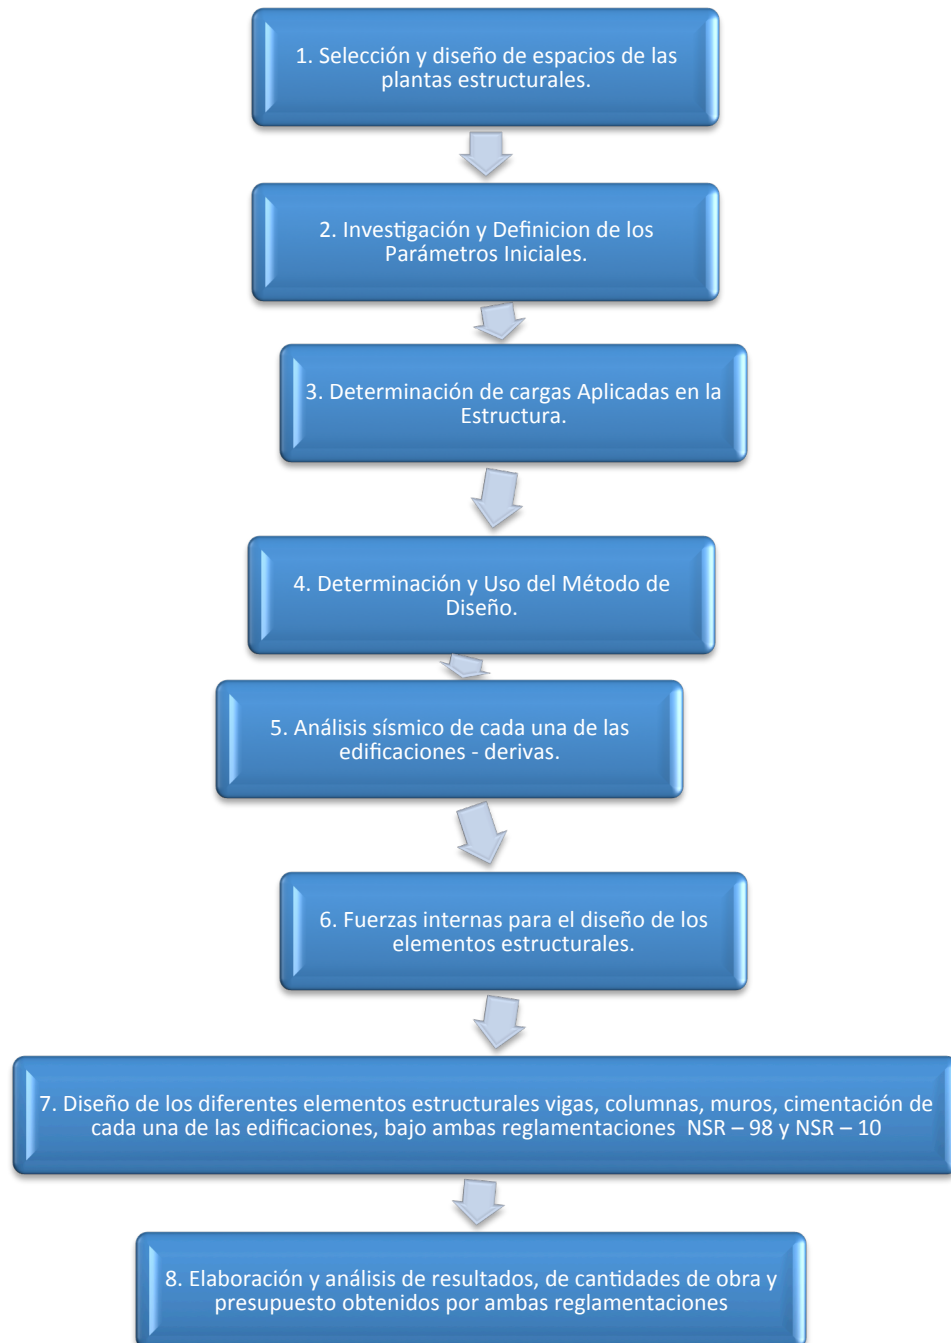 1. Selección y diseño de espacios de las
plantas estructurales.
2. Investigación y Definicion de los
Parámetros Iniciales.
3. Determinación de cargas Aplicadas en la
Estructura.
4. Determinación y Uso del Método de
Diseño.
5. Análisis sísmico de cada una de las
edificaciones - derivas.
6. Fuerzas internas para el diseño de los
elementos estructurales.
7. Diseño de los diferentes elementos estructurales vigas, columnas, muros, cimentación de
cada una de las edificaciones, bajo ambas reglamentaciones NSR – 98 y NSR – 10
8. Elaboración y análisis de resultados, de cantidades de obra y
presupuesto obtenidos por ambas reglamentaciones